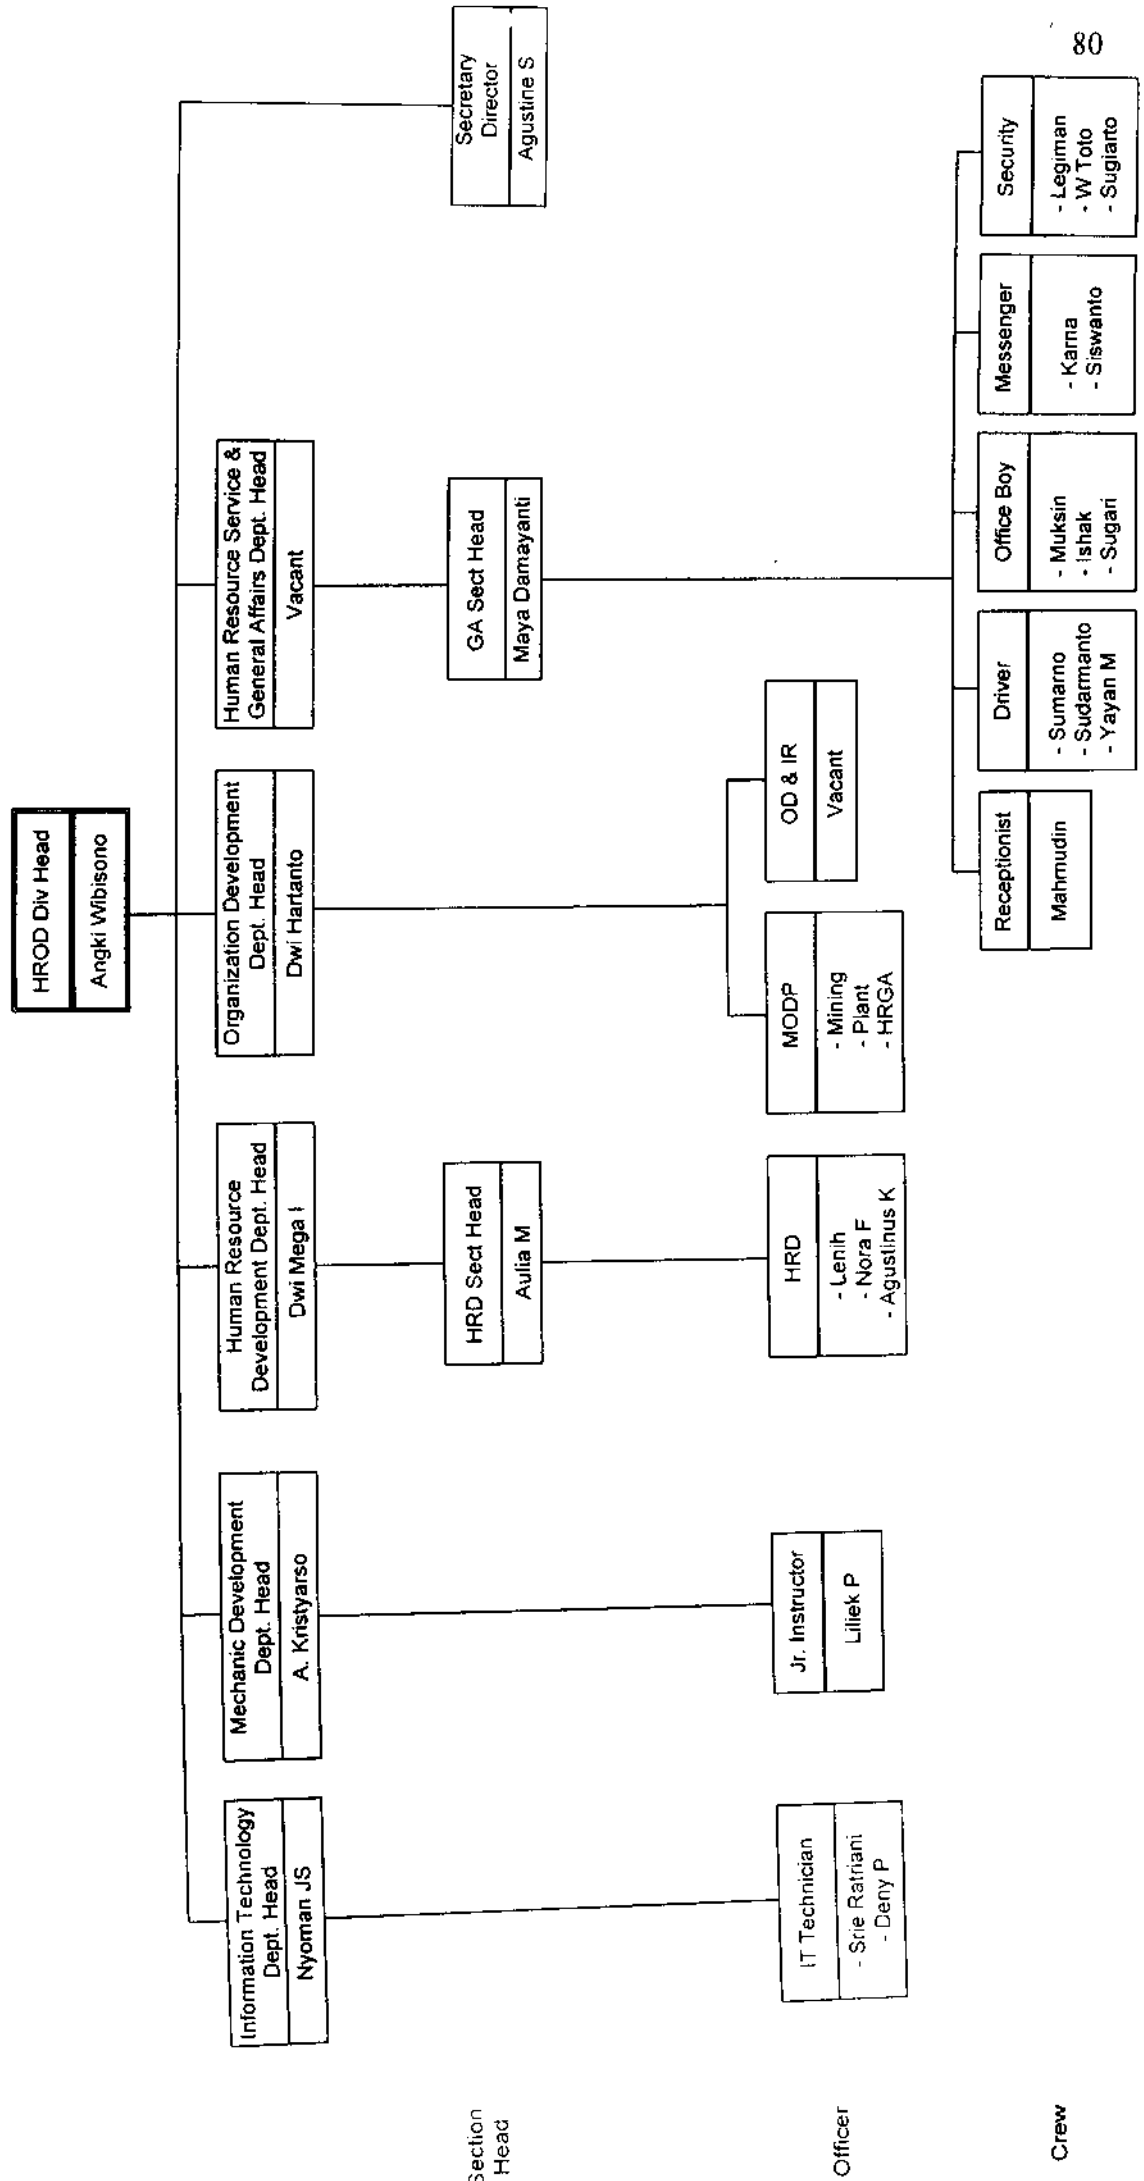 HROD Div Head
Angki Wibisono
Information Technology
Dept. Head
Nyoman JS
Mechanic Development
Dept. Head
A. Kristyarso
Human Resource
Development Dept. Head
Dwi Mega I
Organization Development
Dept. Head
Dwi Hartanto
Human Resource Service &
General Affairs Dept. Head
Vacant
Section
Head
HRD Sect Head
Aulia M
GA Sect Head
Maya Damayanti
Secretary
Director
Agustine S
Officer
IT Technician
- Srie Ratriani
- Deny P
Jr. Instructor
Liliek P
HRD
- Lenih
- Nora F
- Agustinus K
MODP
- Mining
- Plant
- HRGA
OD & IR
Vacant
Crew
Receptionist
Mahmudin
Driver
- Sumarno
- Sudarmanto
- Yayan M
Office Boy
- Muksin
- Ishak
- Sugari
Messenger
- Karna
- Siswanto
Security
- Legiman
- W Toto
- Sugiarto
80